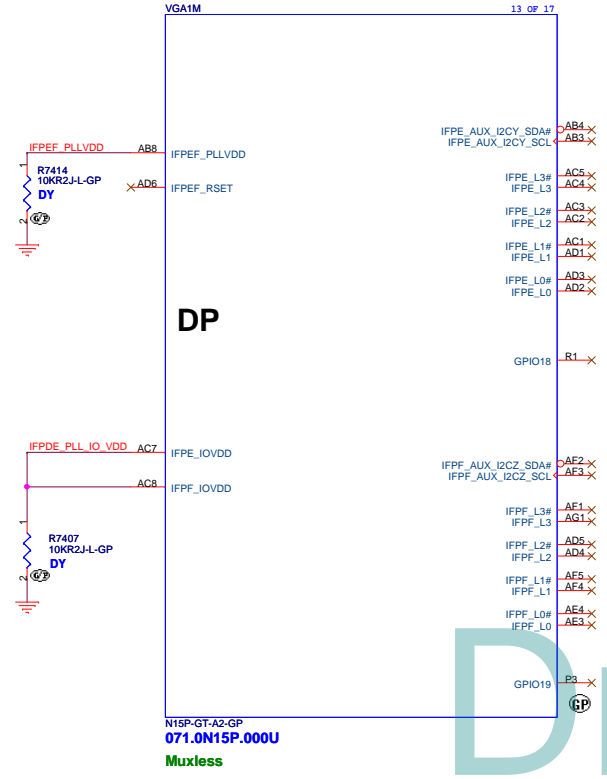 VGA1M 13 OF 17
IFPE_AUX_I2CY_SDA# AB4
IFPE_AUX_I2CY_SCL AB3
IFPEF_PLLVDD AB8 IFPEF_PLLVDD
1
R7414
10KR2J-L-GP
DY
2
AD6 IFPEF_RSET
IFPE_L3# AC5
IFPE_L3 AC4
IFPE_L2# AC3
IFPE_L2 AC2
IFPE_L1# AC1
IFPE_L1 AD1
IFPE_L0# AD3
IFPE_L0 AD2
DP
GPIO18 R1
IFPDE_PLL_IO_VDD AC7 IFPE_IOVDD
AC8 IFPF_IOVDD
IFPF_AUX_I2CZ_SDA# AF2
IFPF_AUX_I2CZ_SCL AF3
1
R7407
10KR2J-L-GP
DY
2
IFPF_L3# AF1
IFPF_L3 AG1
IFPF_L2# AD5
IFPF_L2 AD4
IFPF_L1# AF5
IFPF_L1 AF4
IFPF_L0# AE4
IFPF_L0 AE3
GPIO19 P3
GP
N15P-GT-A2-GP
071.0N15P.000U
Muxless